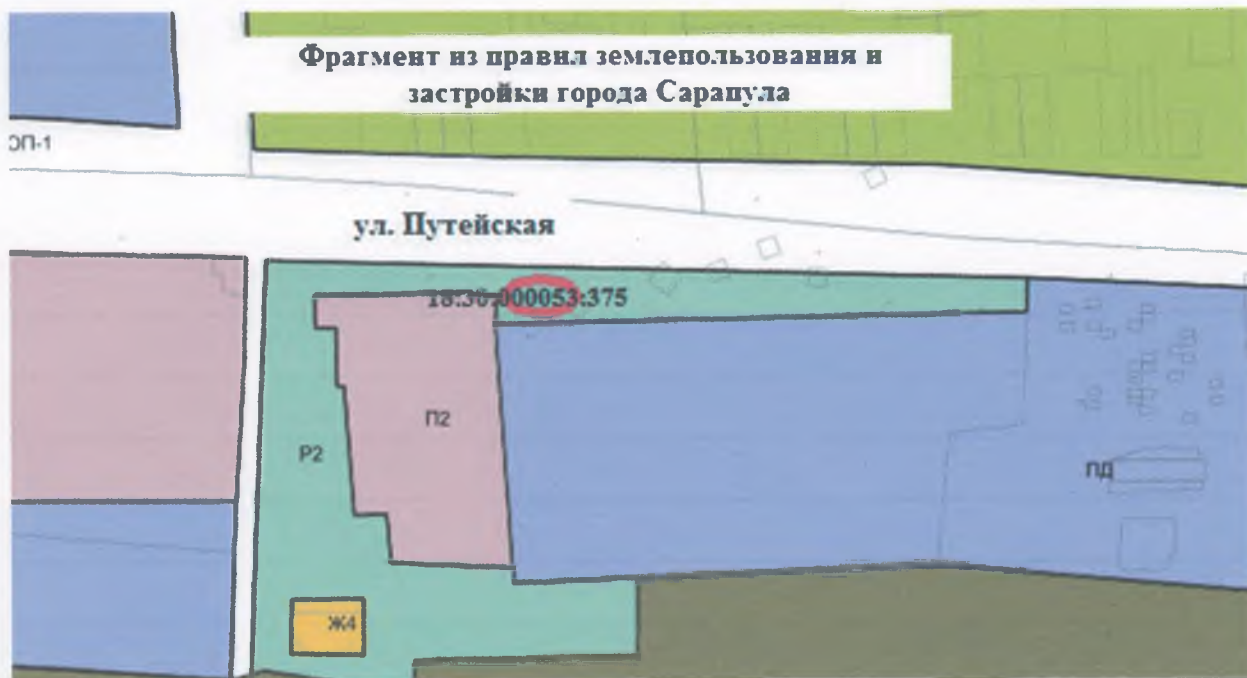 Фрагмент из правил землепользования и
застройки города Сарапула
ОП-1
ул. Путейская
18:30:000053:375
П2
Р2
ПД
Ж4